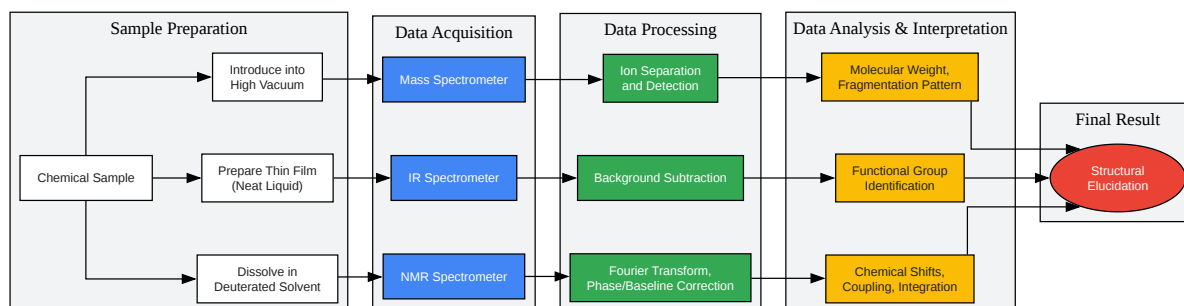 Sample Preparation
Data Acquisition
Data Processing
Data Analysis & Interpretation
Final Result
Chemical Sample
Introduce into
High Vacuum
Mass Spectrometer
Ion Separation
and Detection
Molecular Weight,
Fragmentation Pattern
Prepare Thin Film
(Neat Liquid)
IR Spectrometer
Background Subtraction
Functional Group
Identification
Dissolve in
Deuterated Solvent
NMR Spectrometer
Fourier Transform,
Phase/Baseline Correction
Chemical Shifts,
Coupling, Integration
Structural
Elucidation